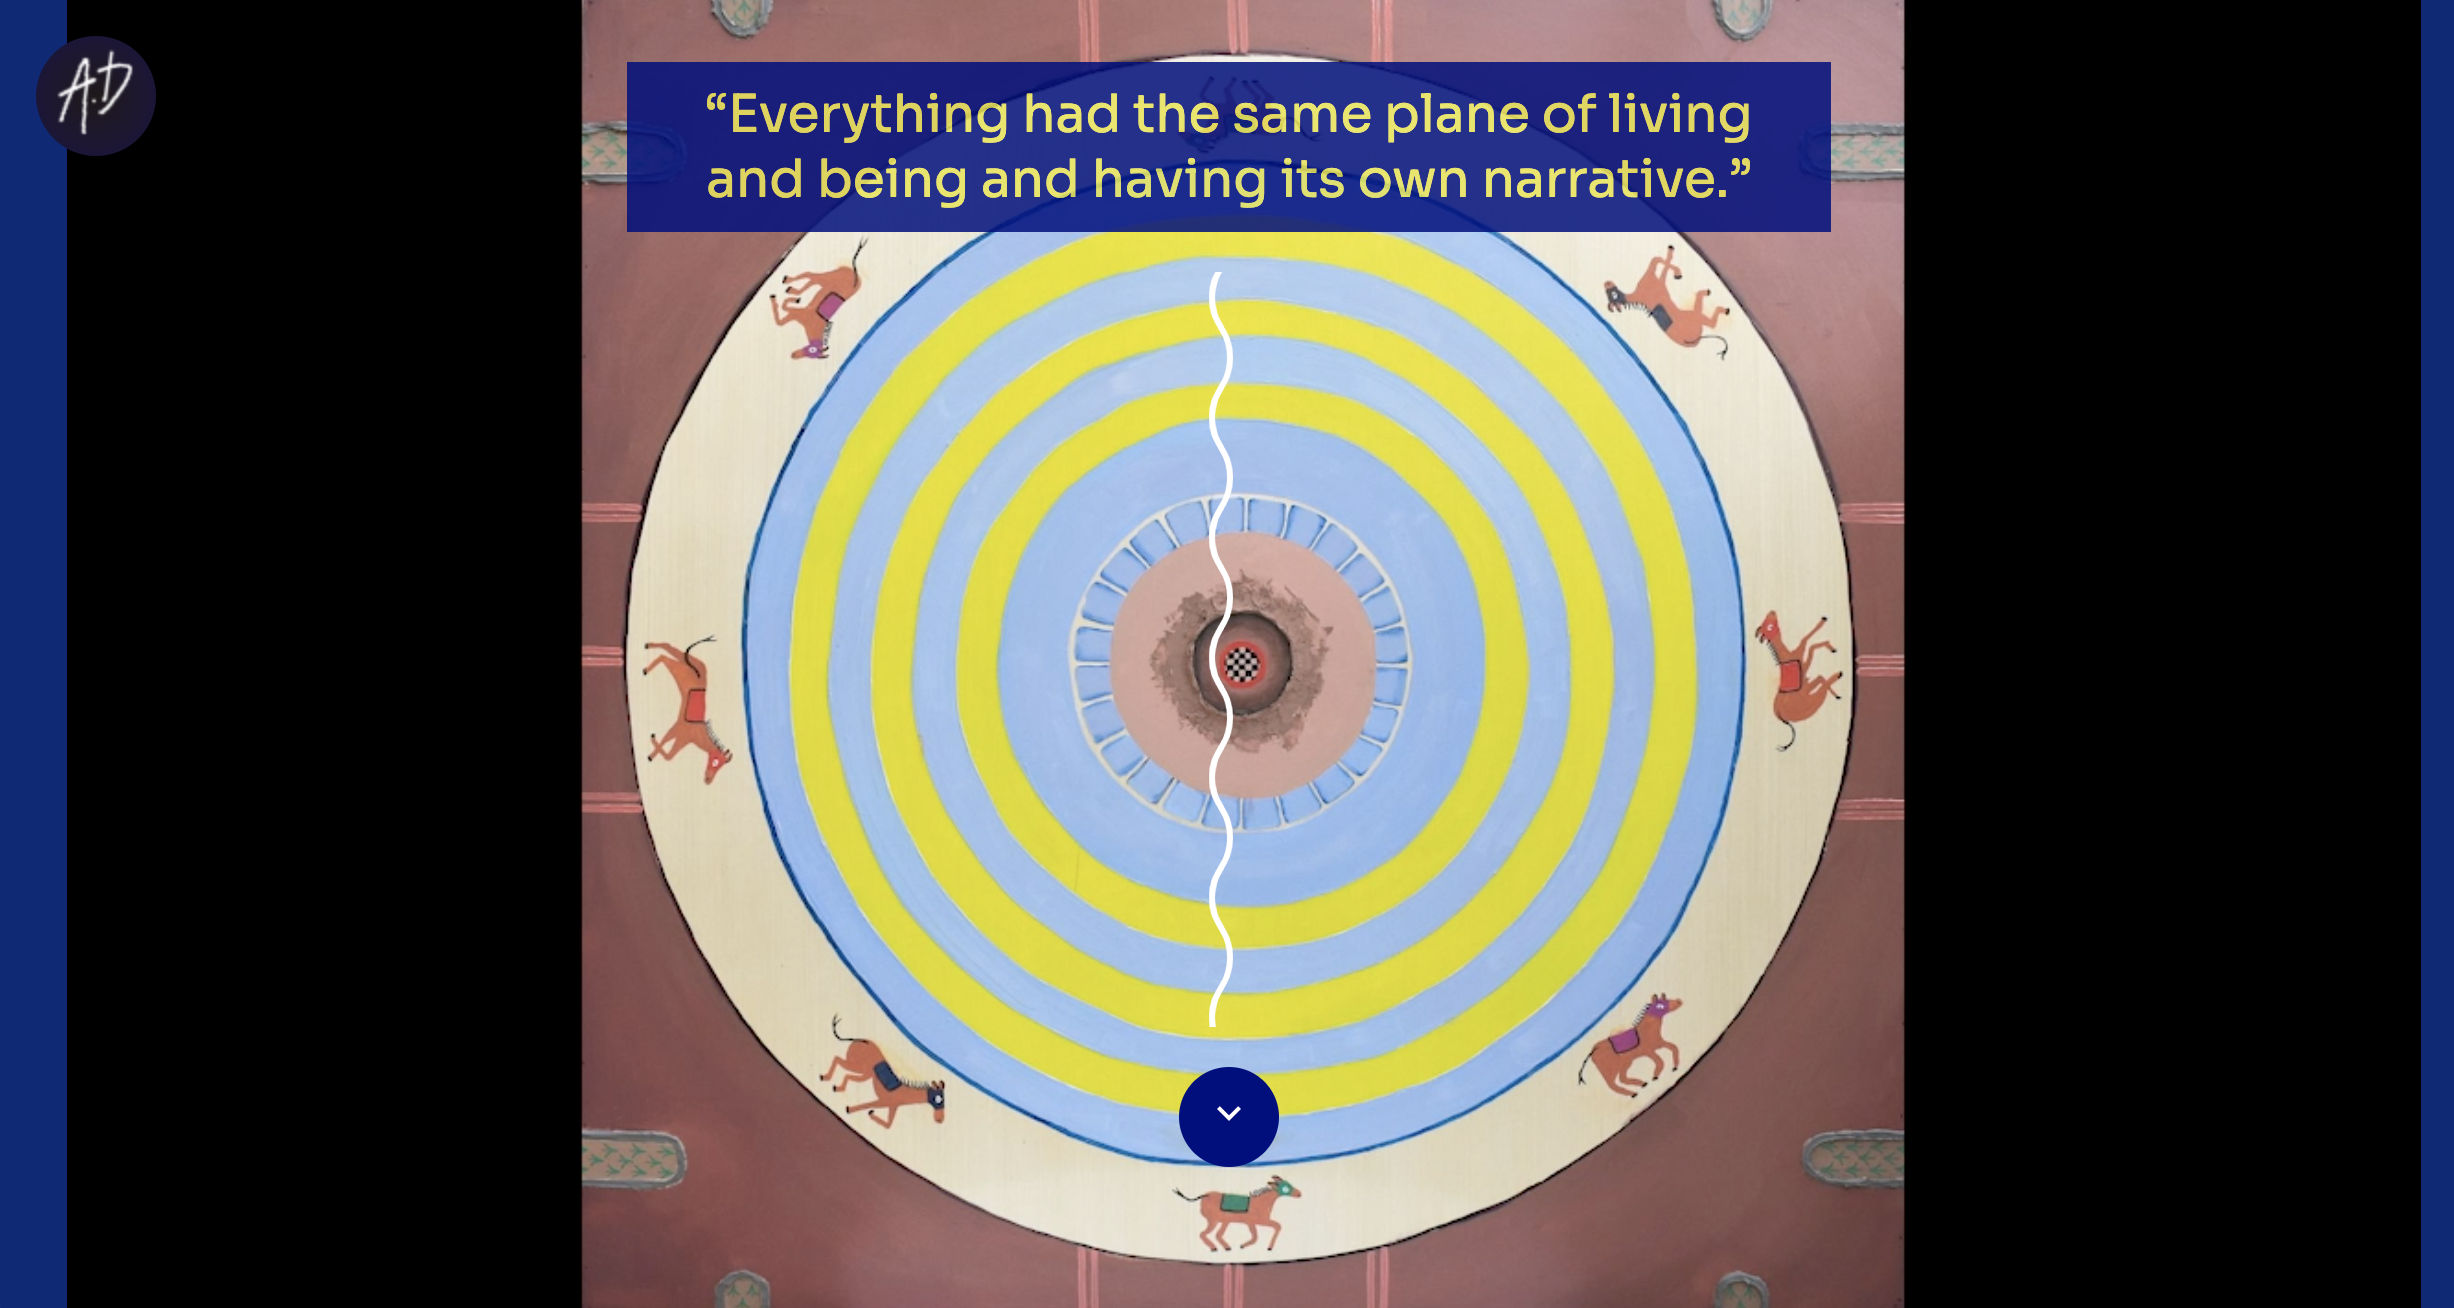 A.D
“Everything had the same plane of living
and being and having its own narrative.”